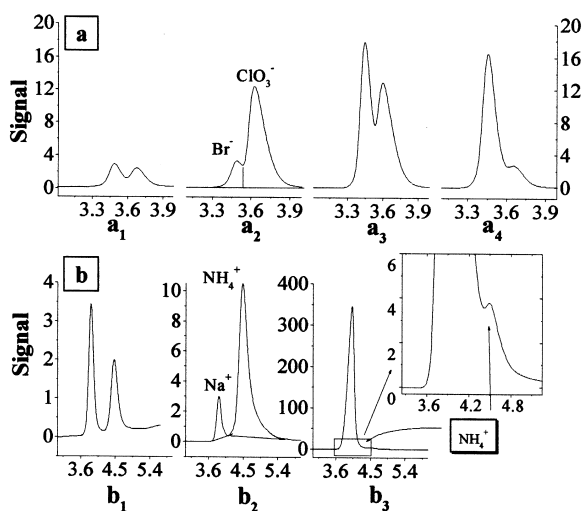 a
Signal
20
16
12
8
4
0
ClO₃⁻
Br⁻
20
16
12
8
4
0
3.3 3.6 3.9
3.3 3.6 3.9
3.3 3.6 3.9
3.3 3.6 3.9
a₁
a₂
a₃
a₄
b
Signal
4
3
2
1
0
10
8
6
4
2
0
NH₄⁺
Na⁺
400
300
200
100
0
6
4
2
0
6
4
2
0
3.6 4.2 4.8
NH₄⁺
3.6 4.5 5.4
3.6 4.5 5.4
3.6 4.5 5.4
b₁
b₂
b₃